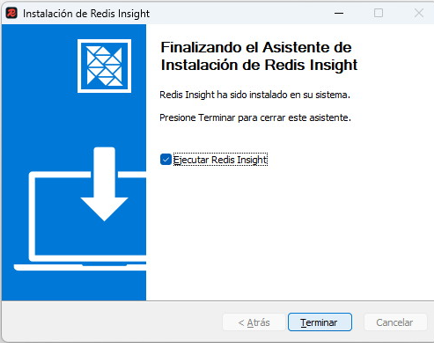 Instalación de Redis Insight
Finalizando el Asistente de
Instalación de Redis Insight
Redis Insight ha sido instalado en su sistema.
Presione Terminar para cerrar este asistente.
Ejecutar Redis Insight
< Atrás
Terminar
Cancelar